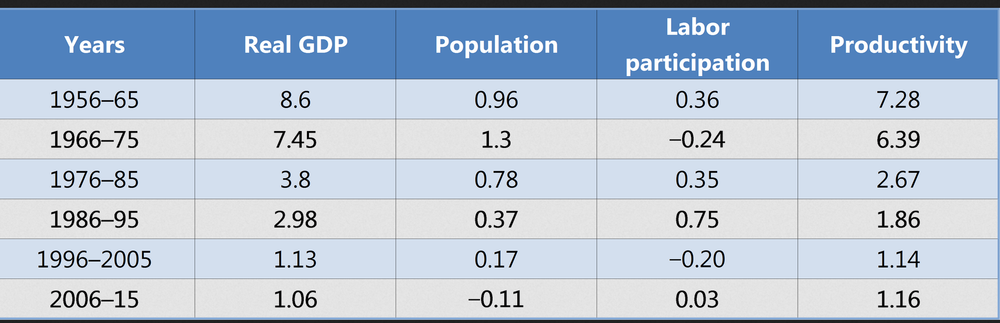 Years Real GDP Population Labor participation Productivity
1956–65 8.6 0.96 0.36 7.28
1966–75 7.45 1.3 –0.24 6.39
1976–85 3.8 0.78 0.35 2.67
1986–95 2.98 0.37 0.75 1.86
1996–2005 1.13 0.17 –0.20 1.14
2006–15 1.06 –0.11 0.03 1.16